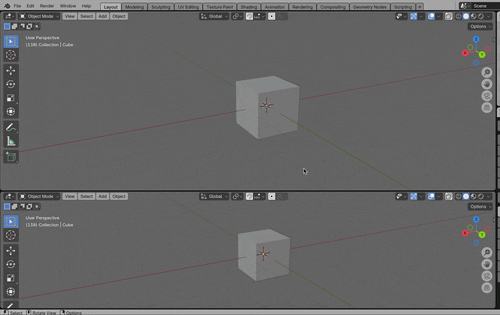 File Edit Render Window Help Layout Modeling Sculpting UV Editing Texture Paint Shading Animation Rendering Compositing Geometry Nodes Scripting + Scene
Object Mode View Select Add Object Global
Options
User Perspective
(118) Collection | Cube
Object Mode View Select Add Object Global
Options
User Perspective
(118) Collection | Cube
Select Rotate View Options